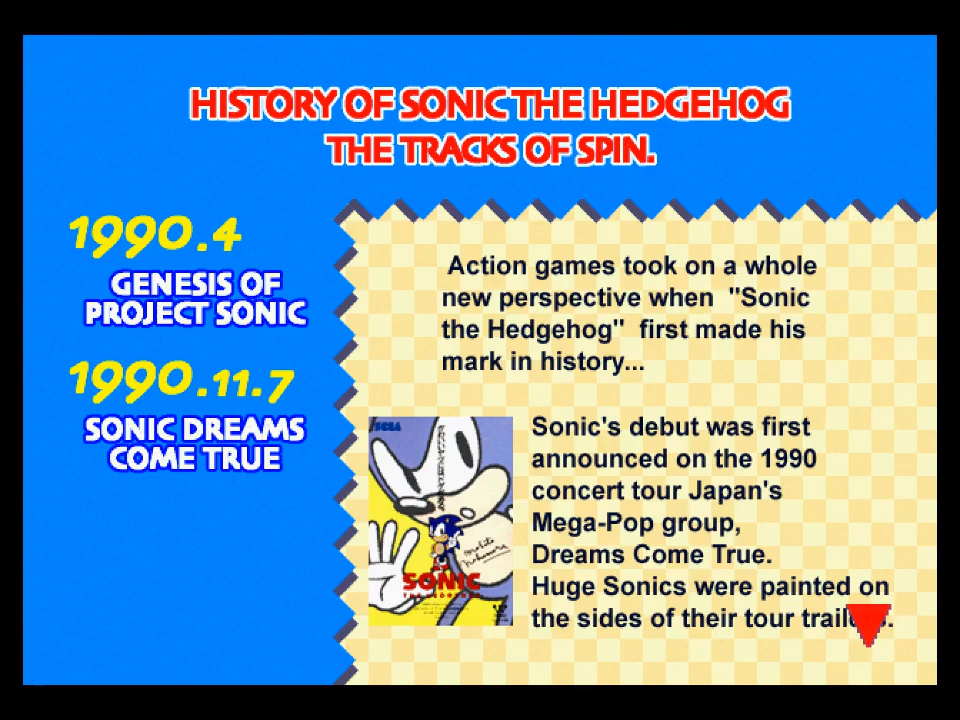 HISTORY OF SONIC THE HEDGEHOG
THE TRACKS OF SPIN.
1990.4
GENESIS OF
PROJECT SONIC
1990.11.7
SONIC DREAMS
COME TRUE
Action games took on a whole
new perspective when "Sonic
the Hedgehog" first made his
mark in history...
SEGA
SONIC
THE HEDGEHOG
Sonic's debut was first
announced on the 1990
concert tour Japan's
Mega-Pop group,
Dreams Come True.
Huge Sonics were painted on
the sides of their tour trailers.